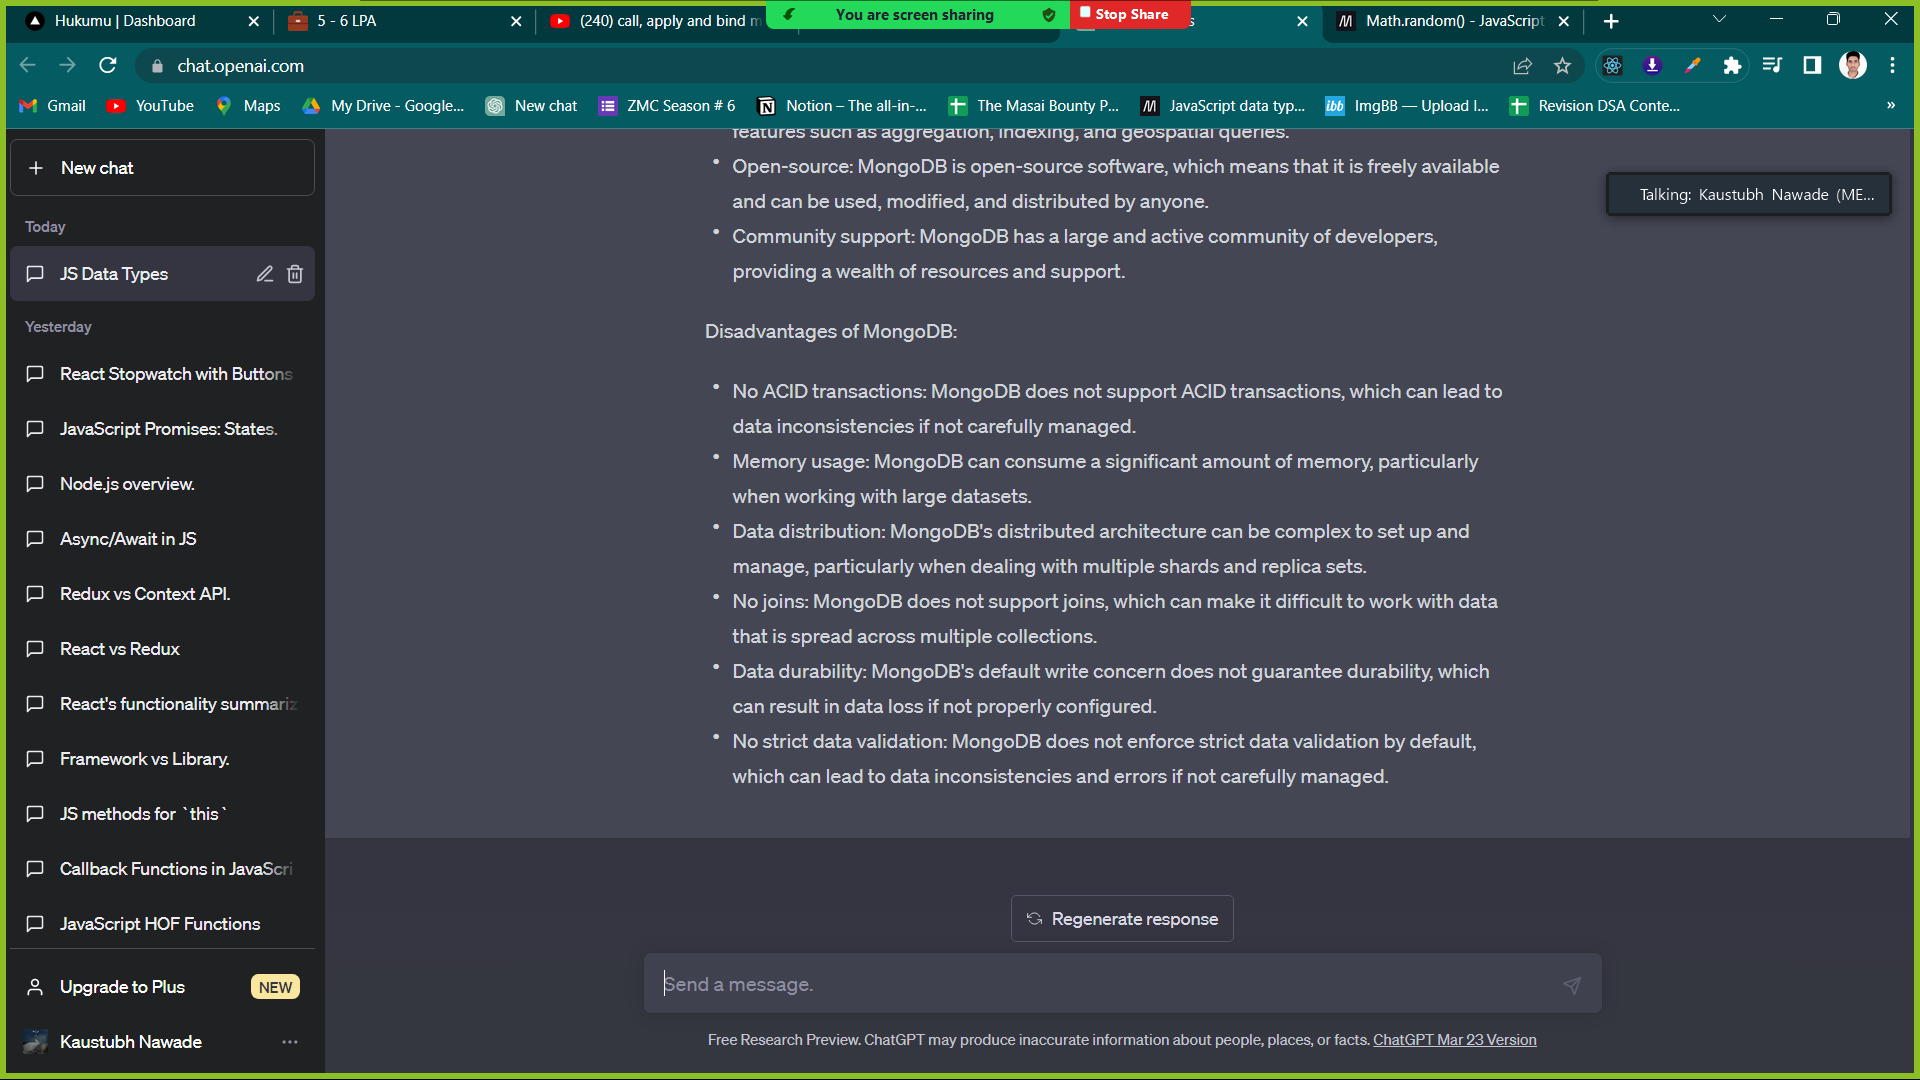 Hukumu | Dashboard
5 - 6 LPA
(240) call, apply and bind m
You are screen sharing
Stop Share
Math.random() - JavaScript
chat.openai.com
Gmail
YouTube
Maps
My Drive - Google...
New chat
ZMC Season # 6
Notion – The all-in-...
The Masai Bounty P...
JavaScript data typ...
ibb ImgBB — Upload I...
Revision DSA Conte...
»
New chat
Today
JS Data Types
Yesterday
React Stopwatch with Buttons
JavaScript Promises: States.
Node.js overview.
Async/Await in JS
Redux vs Context API.
React vs Redux
React's functionality summariz
Framework vs Library.
JS methods for `this`
Callback Functions in JavaScri
JavaScript HOF Functions
Upgrade to Plus
NEW
Kaustubh Nawade
features such as aggregation, indexing, and geospatial queries.
• Open-source: MongoDB is open-source software, which means that it is freely available
and can be used, modified, and distributed by anyone.
• Community support: MongoDB has a large and active community of developers,
providing a wealth of resources and support.
Talking: Kaustubh Nawade (ME...
Disadvantages of MongoDB:
• No ACID transactions: MongoDB does not support ACID transactions, which can lead to
data inconsistencies if not carefully managed.
• Memory usage: MongoDB can consume a significant amount of memory, particularly
when working with large datasets.
• Data distribution: MongoDB's distributed architecture can be complex to set up and
manage, particularly when dealing with multiple shards and replica sets.
• No joins: MongoDB does not support joins, which can make it difficult to work with data
that is spread across multiple collections.
• Data durability: MongoDB's default write concern does not guarantee durability, which
can result in data loss if not properly configured.
• No strict data validation: MongoDB does not enforce strict data validation by default,
which can lead to data inconsistencies and errors if not carefully managed.
Regenerate response
Send a message.
Free Research Preview. ChatGPT may produce inaccurate information about people, places, or facts. ChatGPT Mar 23 Version